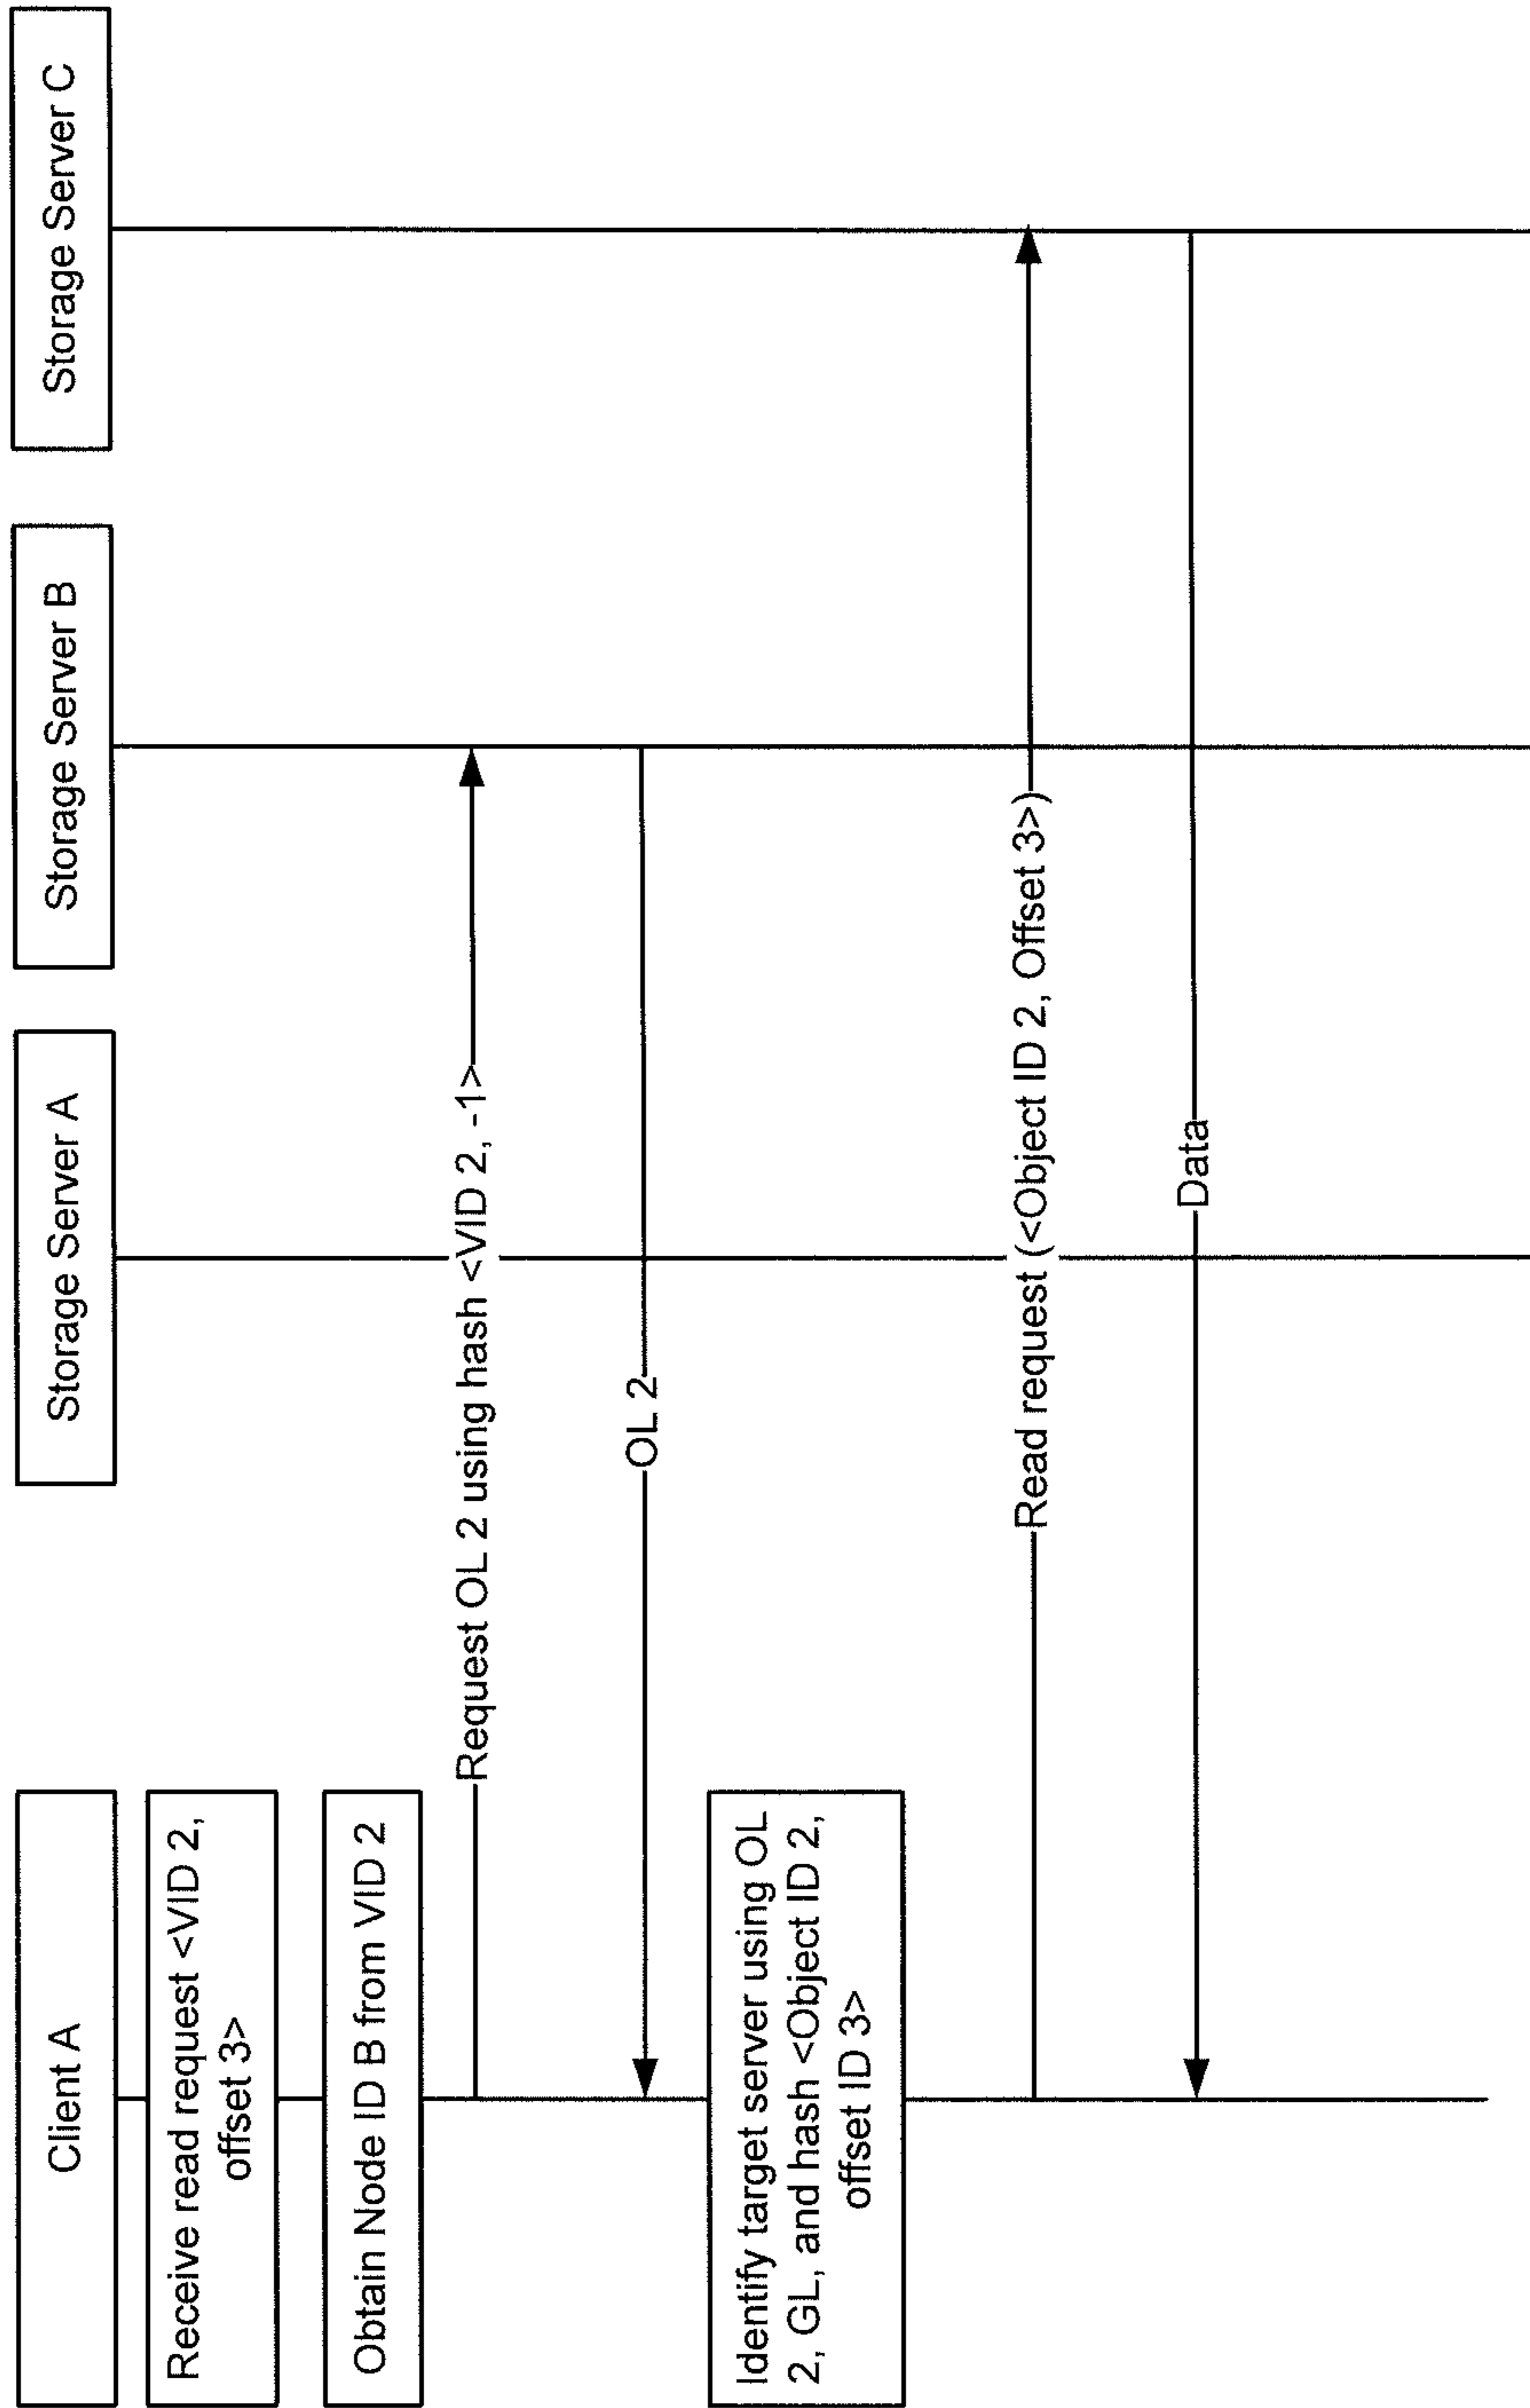 Client A
Storage Server A
Storage Server B
Storage Server C
Receive read request <VID 2,
offset 3>
Obtain Node ID B from VID 2
Request OL 2 using hash <VID 2, -1>
OL 2
Identify target server using OL
2, GL, and hash <Object ID 2,
offset ID 3>
Read request (<Object ID 2, Offset 3>)
Data